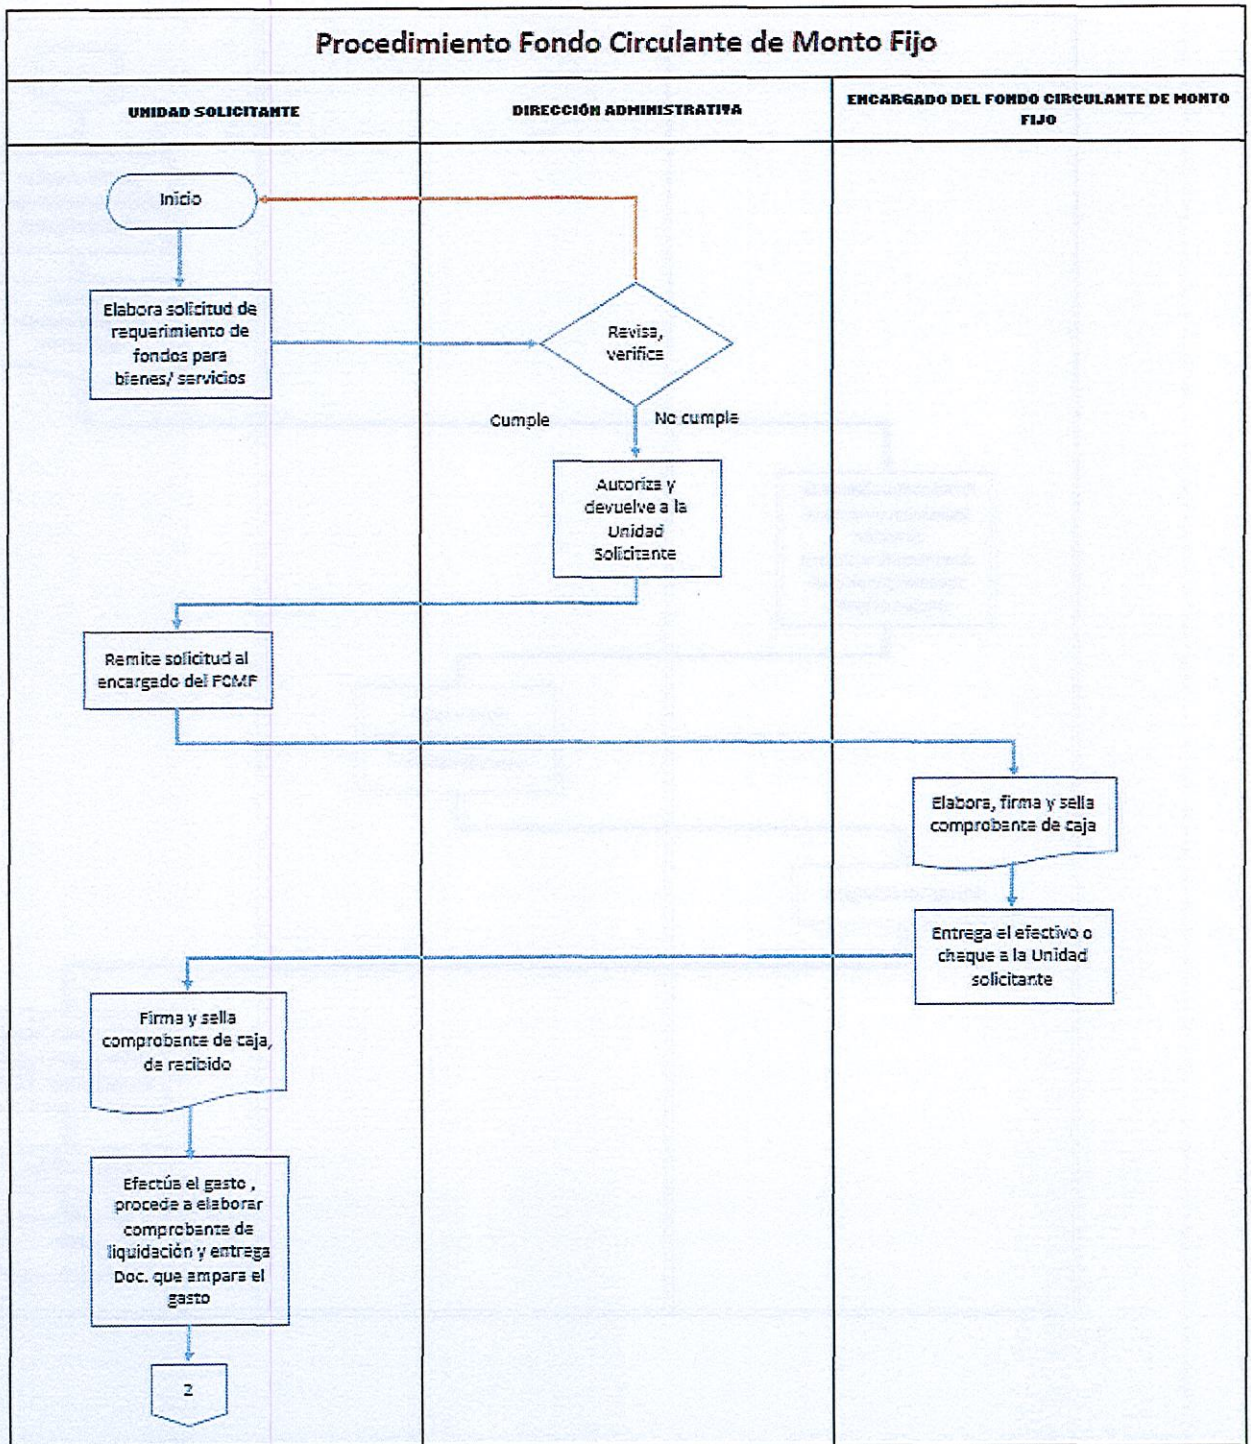 Procedimiento Fondo Circulante de Monto Fijo
UNIDAD SOLICITANTE
DIRECCIÓN ADMINISTRATIVA
ENCARGADO DEL FONDO CIRCULANTE DE MONTO
FIJO
Inicio
Elabora solicitud de
requerimiento de
fondos para
bienes/ servicios
Revisa,
verifica
Cumple
No cumple
Autoriza y
devuelve a la
Unidad
Solicitante
Remite solicitud al
encargado del FCMF
Elabora, firma y sella
comprobante de caja
Entrega el efectivo o
cheque a la Unidad
solicitante
Firma y sella
comprobante de caja,
de recibido
Efectúa el gasto ,
procede a elaborar
comprobante de
liquidación y entrega
Doc. que ampara el
gasto
2